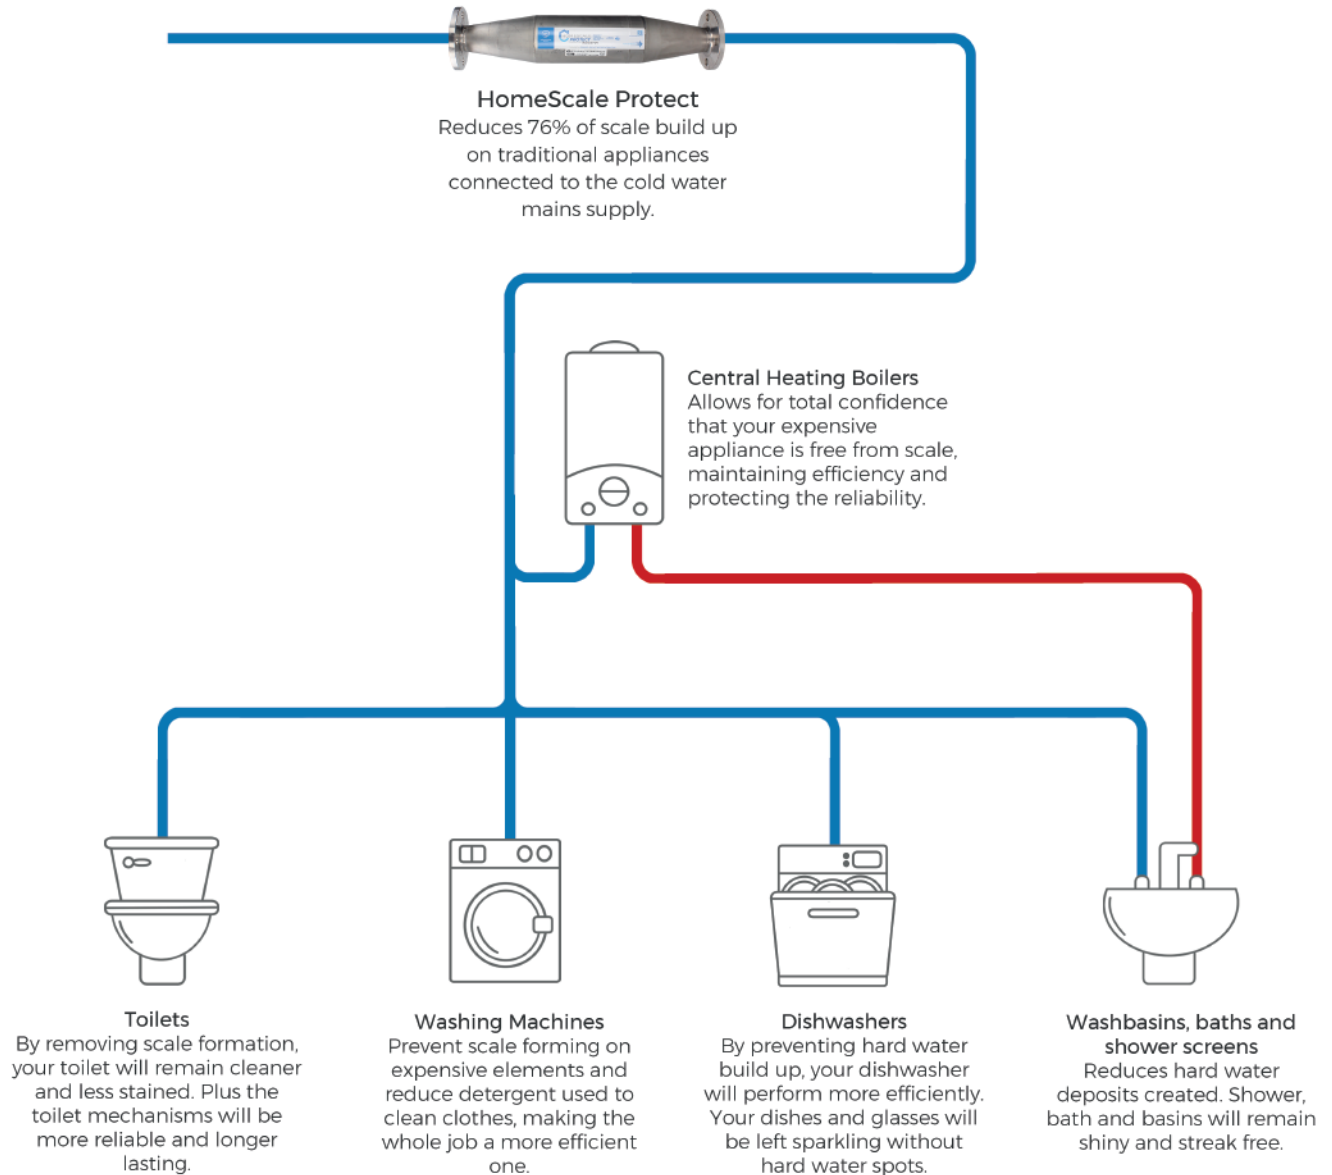 HomeScale Protect
Reduces 76% of scale build up
on traditional appliances
connected to the cold water
mains supply.
Central Heating Boilers
Allows for total confidence
that your expensive
appliance is free from scale,
maintaining efficiency and
protecting the reliability.
Toilets
By removing scale formation,
your toilet will remain cleaner
and less stained. Plus the
toilet mechanisms will be
more reliable and longer
lasting.
Washing Machines
Prevent scale forming on
expensive elements and
reduce detergent used to
clean clothes, making the
whole job a more efficient
one.
Dishwashers
By preventing hard water
build up, your dishwasher
will perform more efficiently.
Your dishes and glasses will
be left sparkling without
hard water spots.
Washbasins, baths and
shower screens
Reduces hard water
deposits created. Shower,
bath and basins will remain
shiny and streak free.